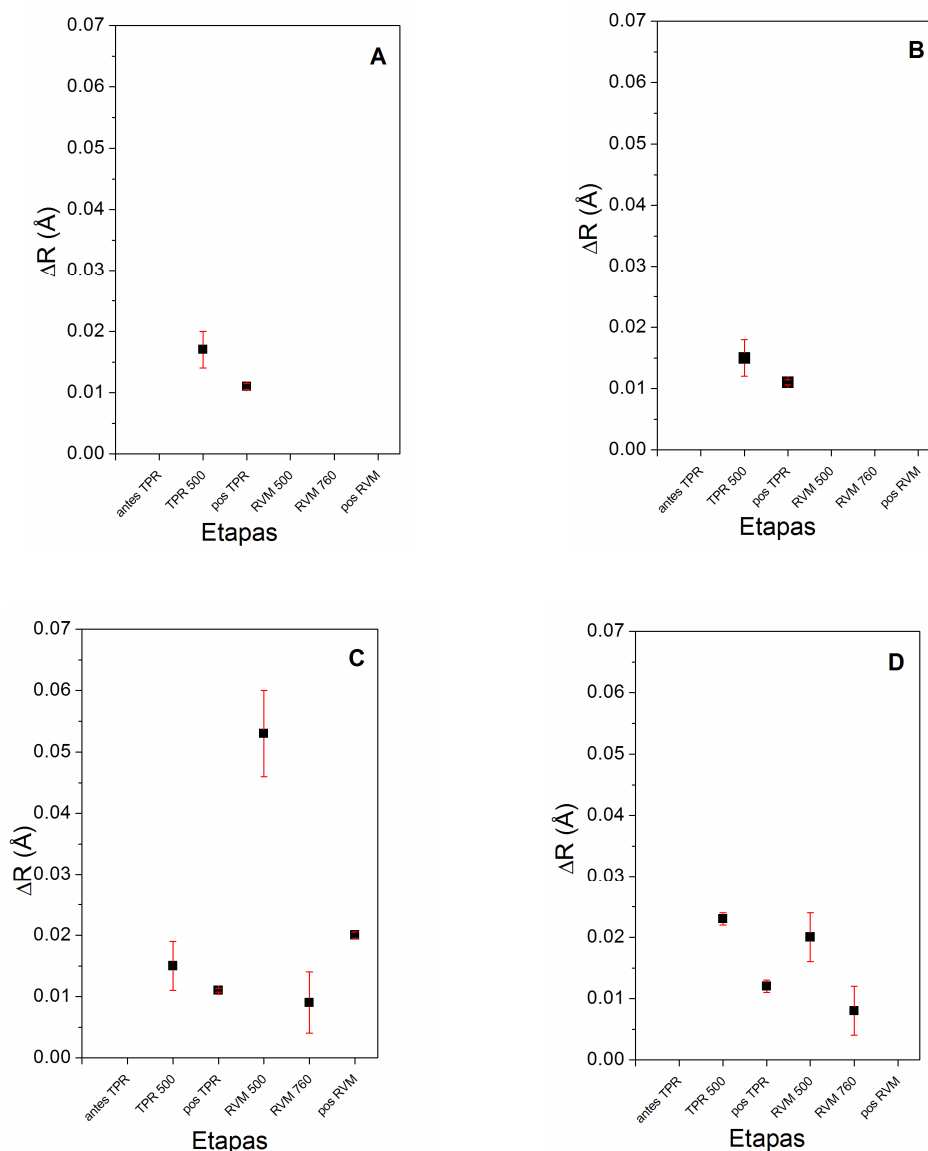 A
0.07
0.06
0.05
0.04
0.03
0.02
0.01
0.00
ΔR (Å)
antes TPR
TPR 500
pos TPR
RVM 500
RVM 760
pos RVM
Etapas
B
0.07
0.06
0.05
0.04
0.03
0.02
0.01
0.00
ΔR (Å)
antes TPR
TPR 500
pos TPR
RVM 500
RVM 760
pos RVM
Etapas
C
0.07
0.06
0.05
0.04
0.03
0.02
0.01
0.00
ΔR (Å)
antes TPR
TPR 500
pos TPR
RVM 500
RVM 760
pos RVM
Etapas
D
0.07
0.06
0.05
0.04
0.03
0.02
0.01
0.00
ΔR (Å)
antes TPR
TPR 500
pos TPR
RVM 500
RVM 760
pos RVM
Etapas